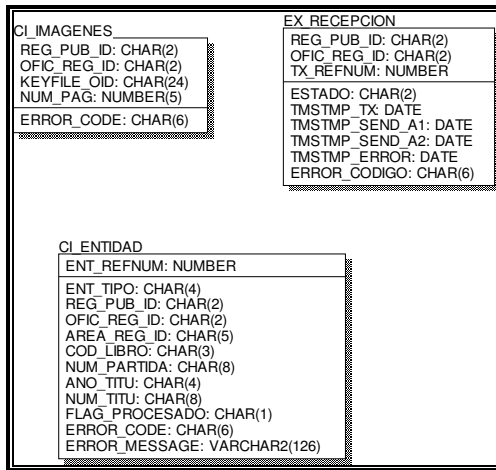 CI_IMAGENES
REG_PUB_ID: CHAR(2)
OFIC_REG_ID: CHAR(2)
KEYFILE_OID: CHAR(24)
NUM_PAG: NUMBER(5)
ERROR_CODE: CHAR(6)
EX_RECEPCION
REG_PUB_ID: CHAR(2)
OFIC_REG_ID: CHAR(2)
TX_REFNUM: NUMBER
ESTADO: CHAR(2)
TMSTMP_TX: DATE
TMSTMP_SEND_A1: DATE
TMSTMP_SEND_A2: DATE
TMSTMP_ERROR: DATE
ERROR_CODIGO: CHAR(6)
CI_ENTIDAD
ENT_REFNUM: NUMBER
ENT_TIPO: CHAR(4)
REG_PUB_ID: CHAR(2)
OFIC_REG_ID: CHAR(2)
AREA_REG_ID: CHAR(5)
COD_LIBRO: CHAR(3)
NUM_PARTIDA: CHAR(8)
ANO_TITU: CHAR(4)
NUM_TITU: CHAR(8)
FLAG_PROCESADO: CHAR(1)
ERROR_CODE: CHAR(6)
ERROR_MESSAGE: VARCHAR2(126)